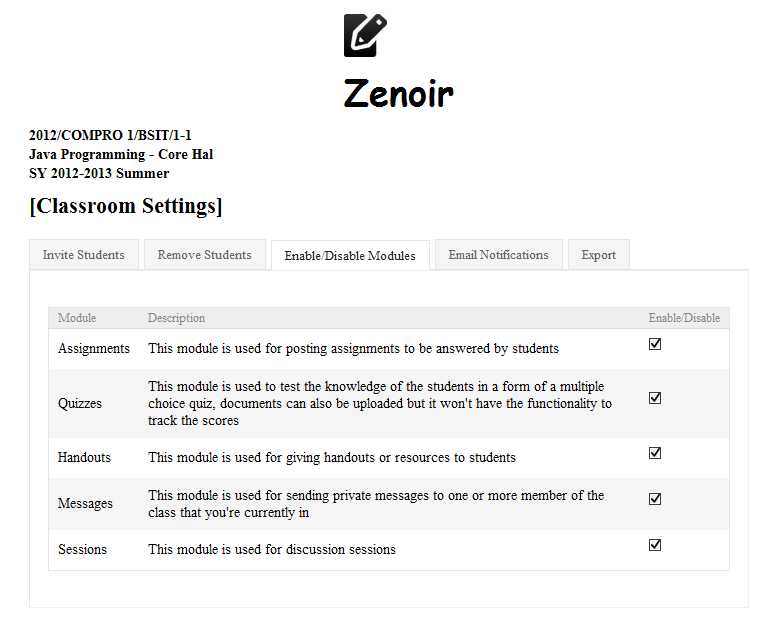 Zenoir
2012/COMPRO 1/BSIT/1-1
Java Programming - Core Hal
SY 2012-2013 Summer
[Classroom Settings]
Invite Students Remove Students Enable/Disable Modules Email Notifications Export
Module Description Enable/Disable
Assignments This module is used for posting assignments to be answered by students
Quizzes This module is used to test the knowledge of the students in a form of a multiple
choice quiz, documents can also be uploaded but it won't have the functionality to
track the scores
Handouts This module is used for giving handouts or resources to students
Messages This module is used for sending private messages to one or more member of the
class that you're currently in
Sessions This module is used for discussion sessions